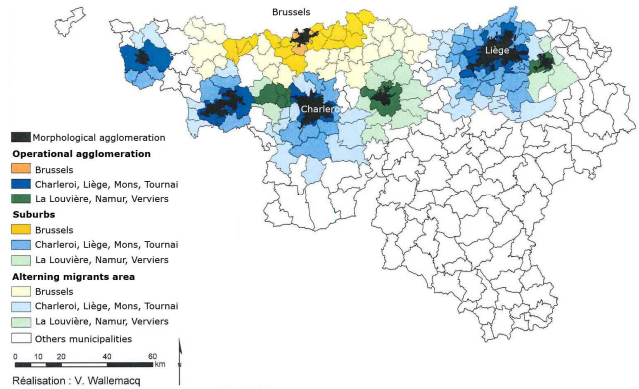 Brussels
Liège
Charlero
Morphological agglomeration
Operational agglomeration
Brussels
Charleroi, Liège, Mons, Tournai
La Louvière, Namur, Verviers
Suburbs
Brussels
Charleroi, Liège, Mons, Tournai
La Louvière, Namur, Verviers
Alterning migrants area
Brussels
Charleroi, Liège, Mons, Tournai
La Louvière, Namur, Verviers
Others municipalities
0 10 20 40 60
km
Réalisation : V. Wallemacq